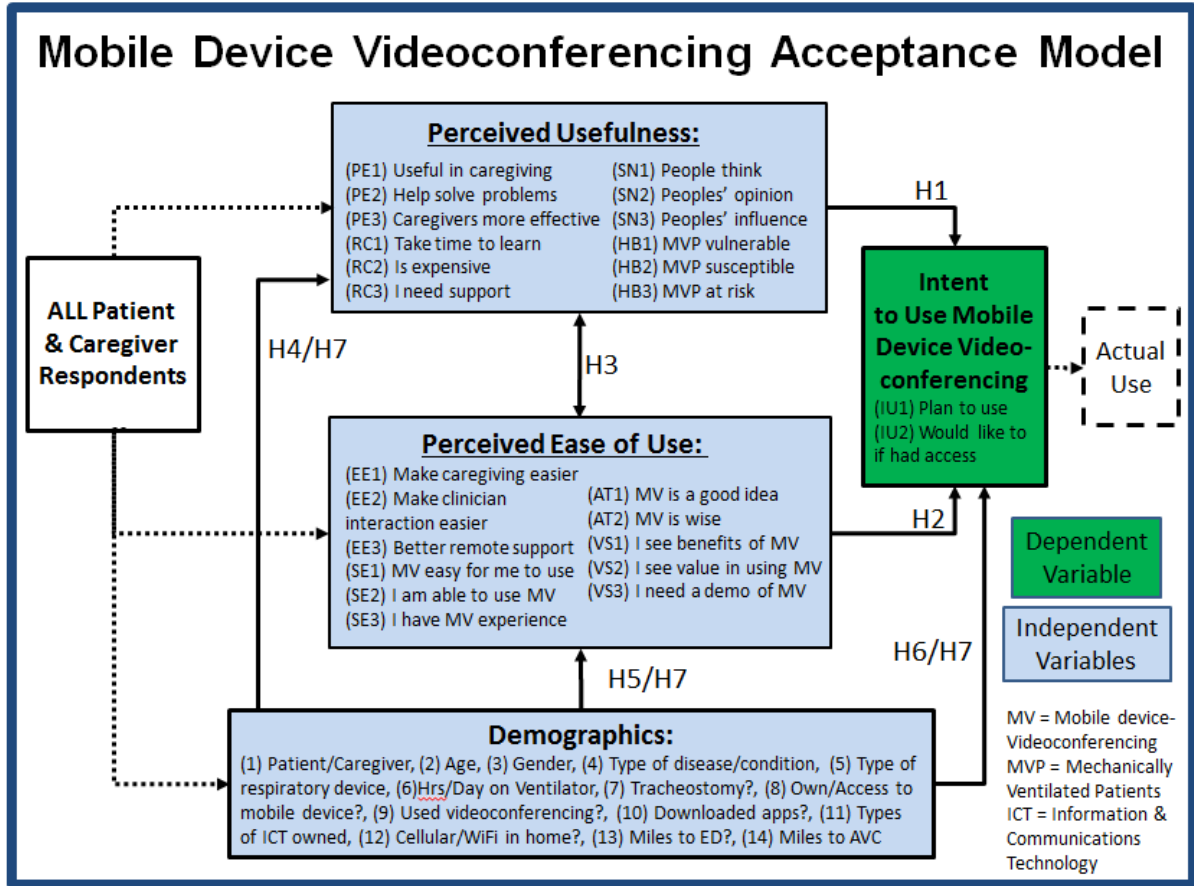 Mobile Device Videoconferencing Acceptance Model
Perceived Usefulness:
(PE1) Useful in caregiving
(PE2) Help solve problems
(PE3) Caregivers more effective
(RC1) Take time to learn
(RC2) Is expensive
(RC3) I need support
(SN1) People think
(SN2) Peoples’ opinion
(SN3) Peoples’ influence
(HB1) MVP vulnerable
(HB2) MVP susceptible
(HB3) MVP at risk
H1
ALL Patient
& Caregiver
Respondents
H4/H7
H3
Intent
to Use Mobile
Device Video-
conferencing
(IU1) Plan to use
(IU2) Would like to
if had access
Actual
Use
Perceived Ease of Use:
(EE1) Make caregiving easier
(EE2) Make clinician
interaction easier
(EE3) Better remote support
(SE1) MV easy for me to use
(SE2) I am able to use MV
(SE3) I have MV experience
(AT1) MV is a good idea
(AT2) MV is wise
(VS1) I see benefits of MV
(VS2) I see value in using MV
(VS3) I need a demo of MV
H2
Dependent
Variable
Independent
Variables
H5/H7
H6/H7
Demographics:
(1) Patient/Caregiver, (2) Age, (3) Gender, (4) Type of disease/condition, (5) Type of
respiratory device, (6)Hrs/Day on Ventilator, (7) Tracheostomy?, (8) Own/Access to
mobile device?, (9) Used videoconferencing?, (10) Downloaded apps?, (11) Types
of ICT owned, (12) Cellular/WiFi in home?, (13) Miles to ED?, (14) Miles to AVC
MV = Mobile device-
Videoconferencing
MVP = Mechanically
Ventilated Patients
ICT = Information &
Communications
Technology